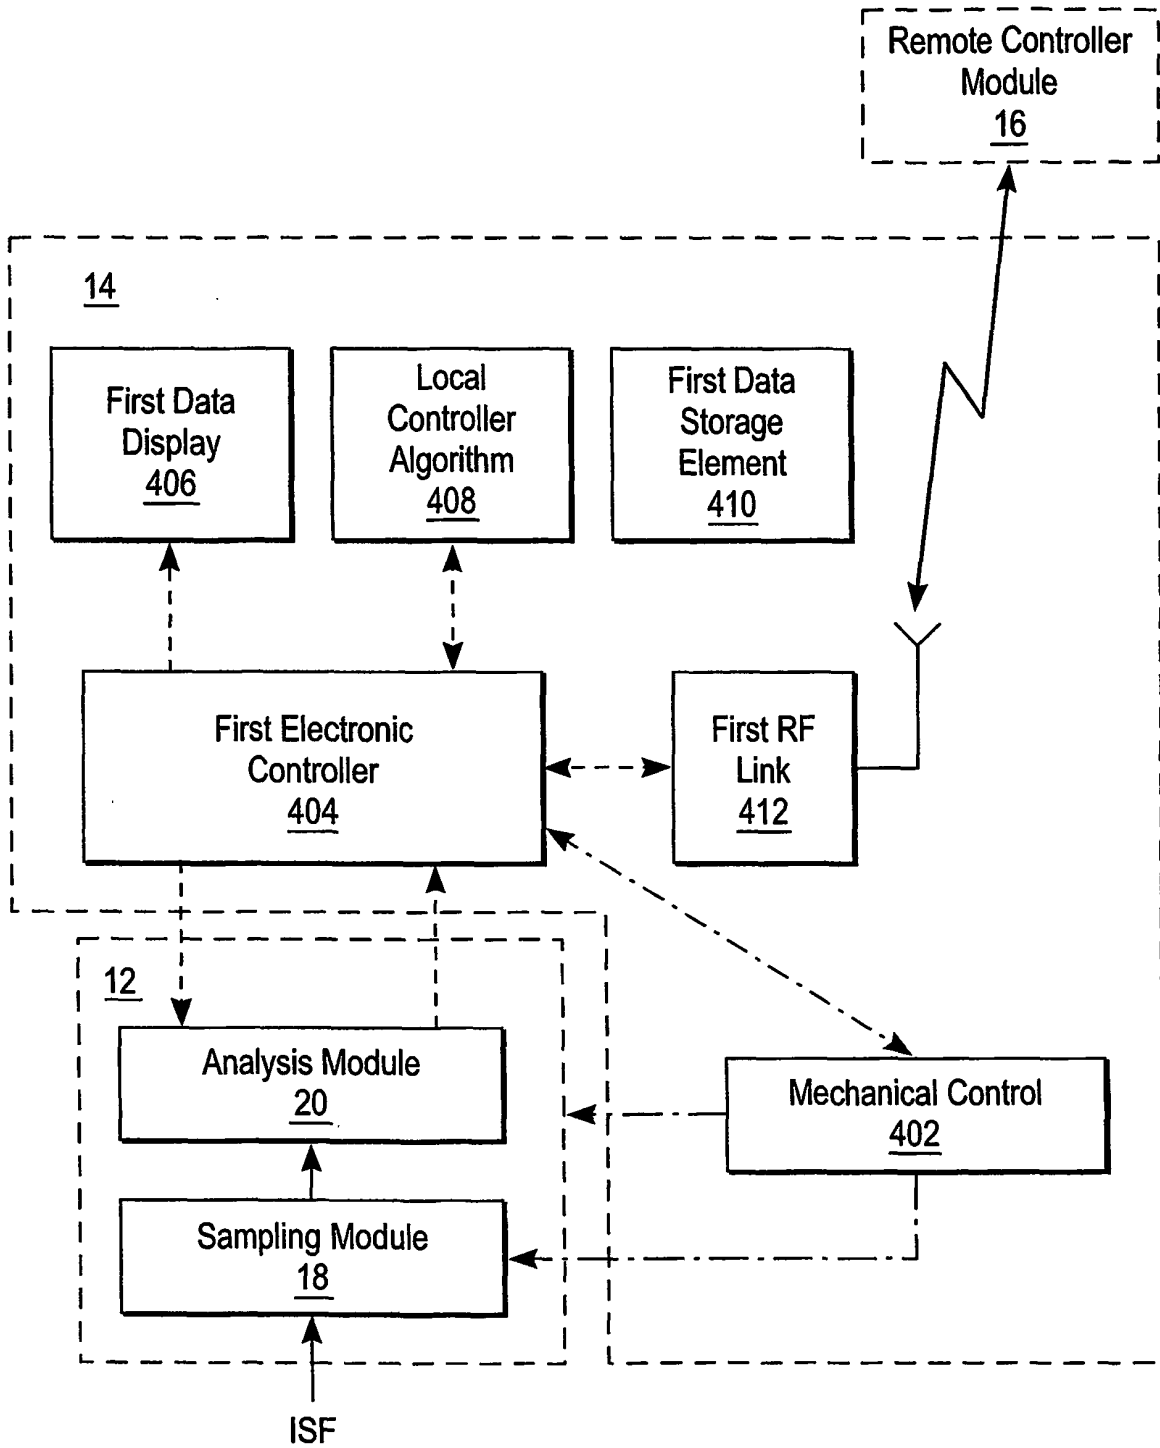 Remote Controller
Module
16
14
First Data
Display
406
Local
Controller
Algorithm
408
First Data
Storage
Element
410
First Electronic
Controller
404
First RF
Link
412
12
Analysis Module
20
Mechanical Control
402
Sampling Module
18
ISF